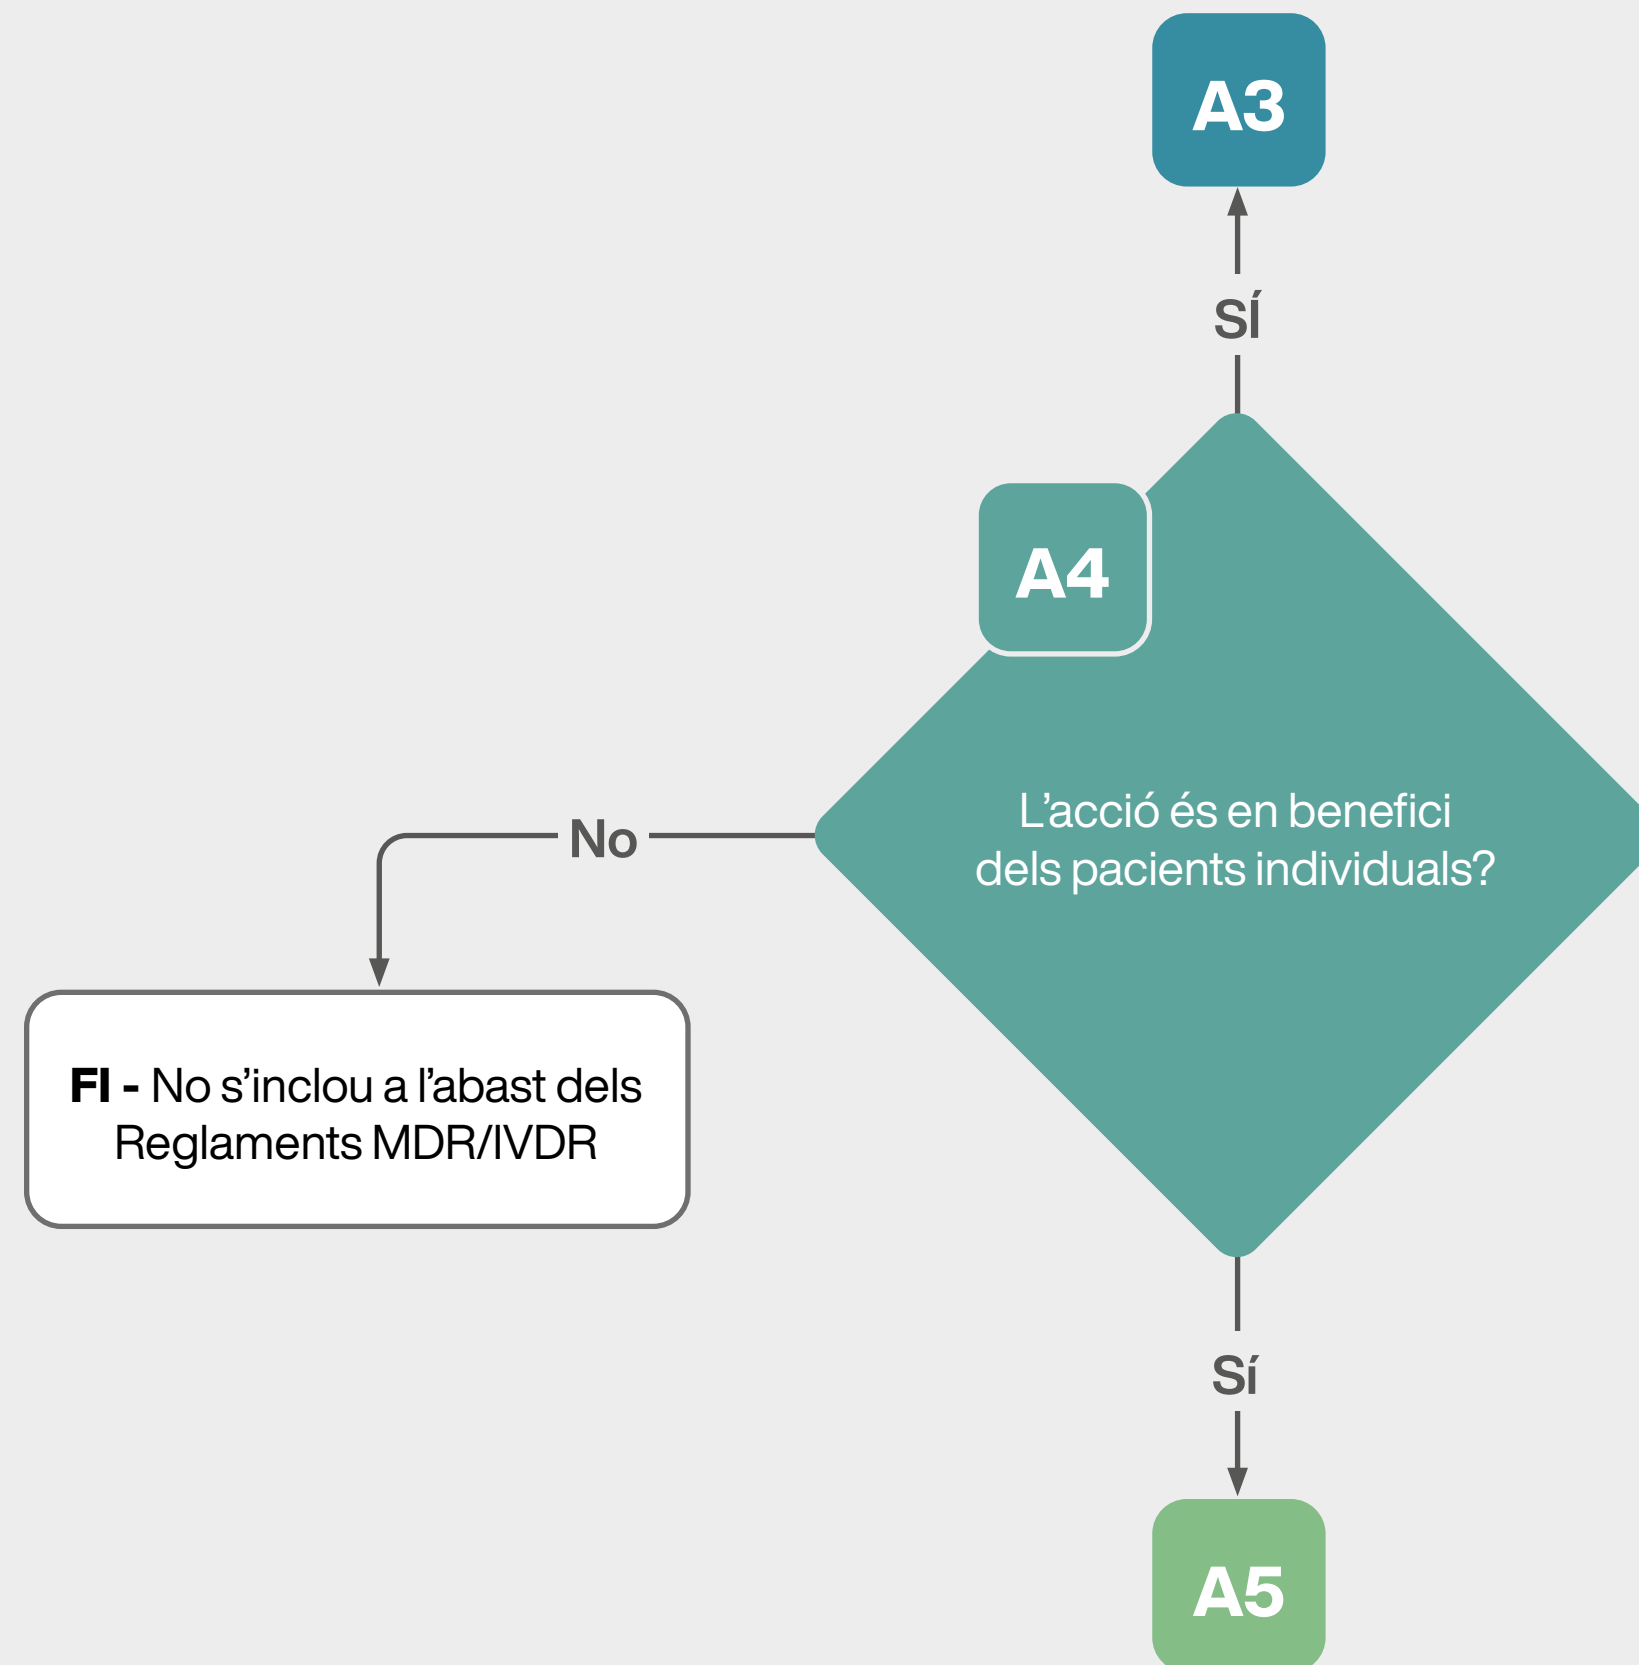 A3
SÍ
A4
L’acció és en benefici
dels pacients individuals?
No
FI - No s’inclou a l’abast dels
Reglaments MDR/IVDR
Sí
A5